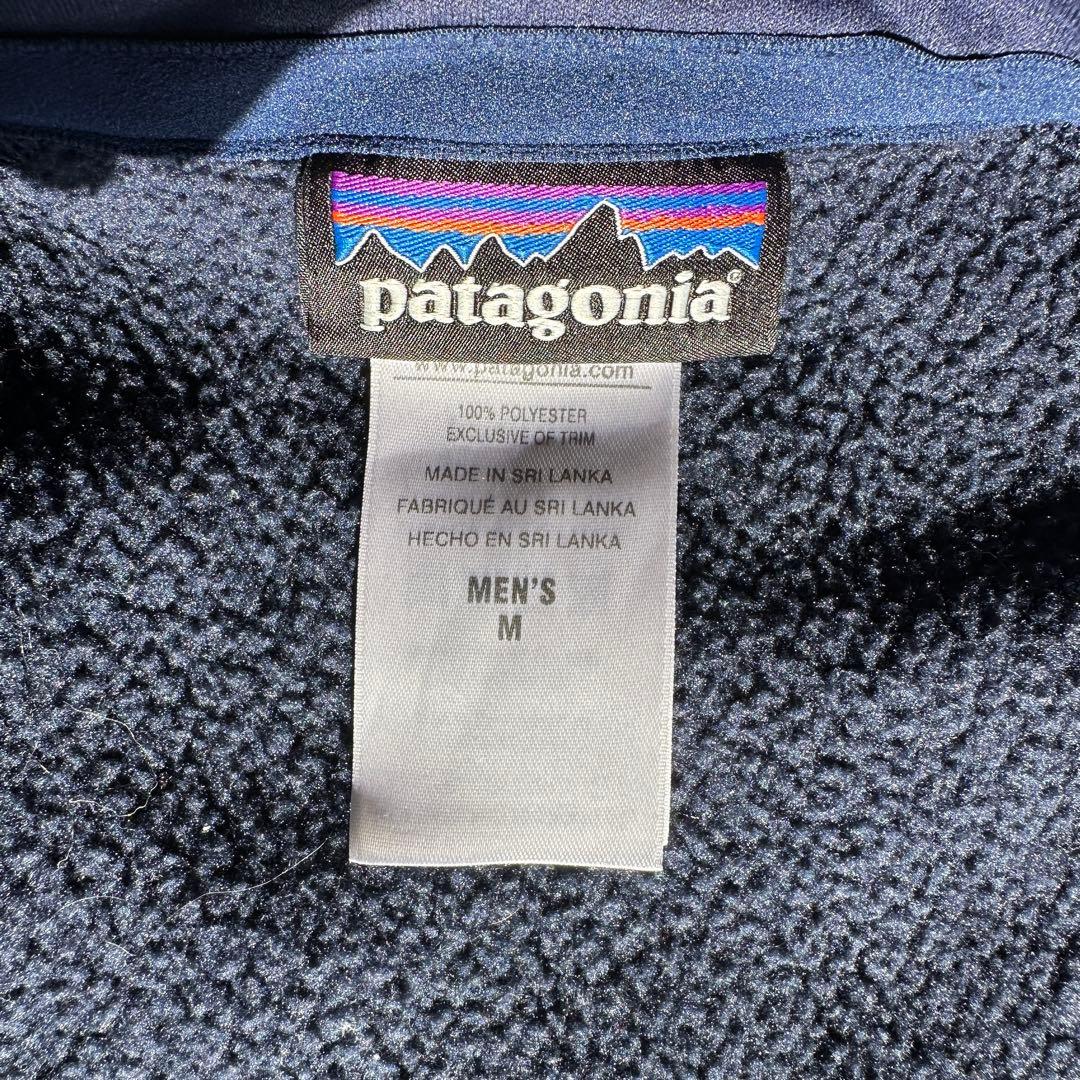 patagonia®
www.patagonia.com
100% POLYESTER
EXCLUSIVE OF TRIM
MADE IN SRI LANKA
FABRIQUÉ AU SRI LANKA
HECHO EN SRI LANKA
MEN'S
M